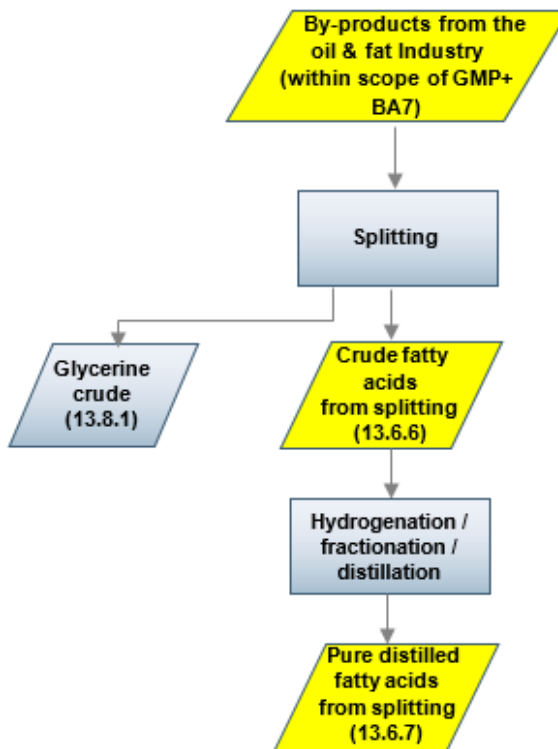 By-products from the
oil & fat Industry
(within scope of GMP+
BA7)
Splitting
Glycerine
crude
(13.8.1)
Crude fatty
acids
from splitting
(13.6.6)
Hydrogenation /
fractionation /
distillation
Pure distilled
fatty acids
from splitting
(13.6.7)